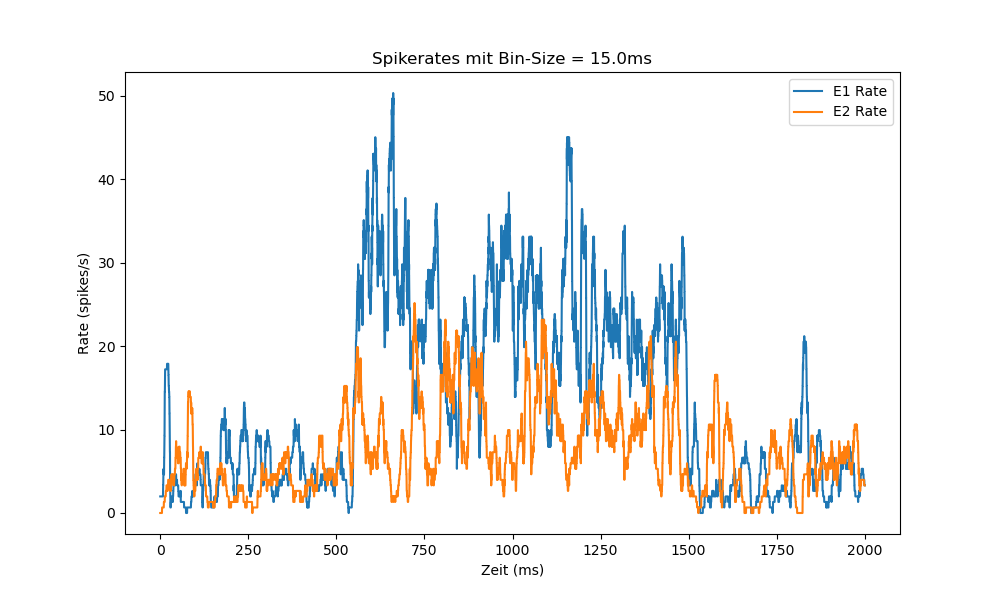 Spikerates mit Bin-Size = 15.0ms
E1 Rate
E2 Rate
50
40
30
20
10
0
Rate (spikes/s)
0 250 500 750 1000 1250 1500 1750 2000
Zeit (ms)